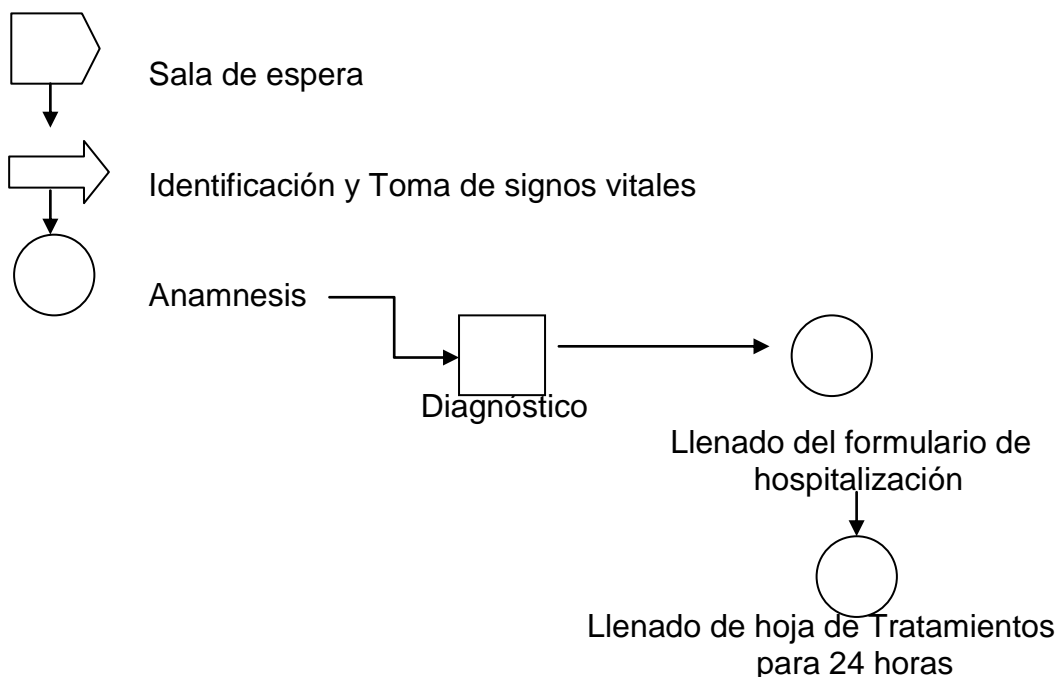 Sala de espera
Identificación y Toma de signos vitales
Anamnesis
Diagnóstico
Llenado del formulario de
hospitalización
Llenado de hoja de Tratamientos
para 24 horas